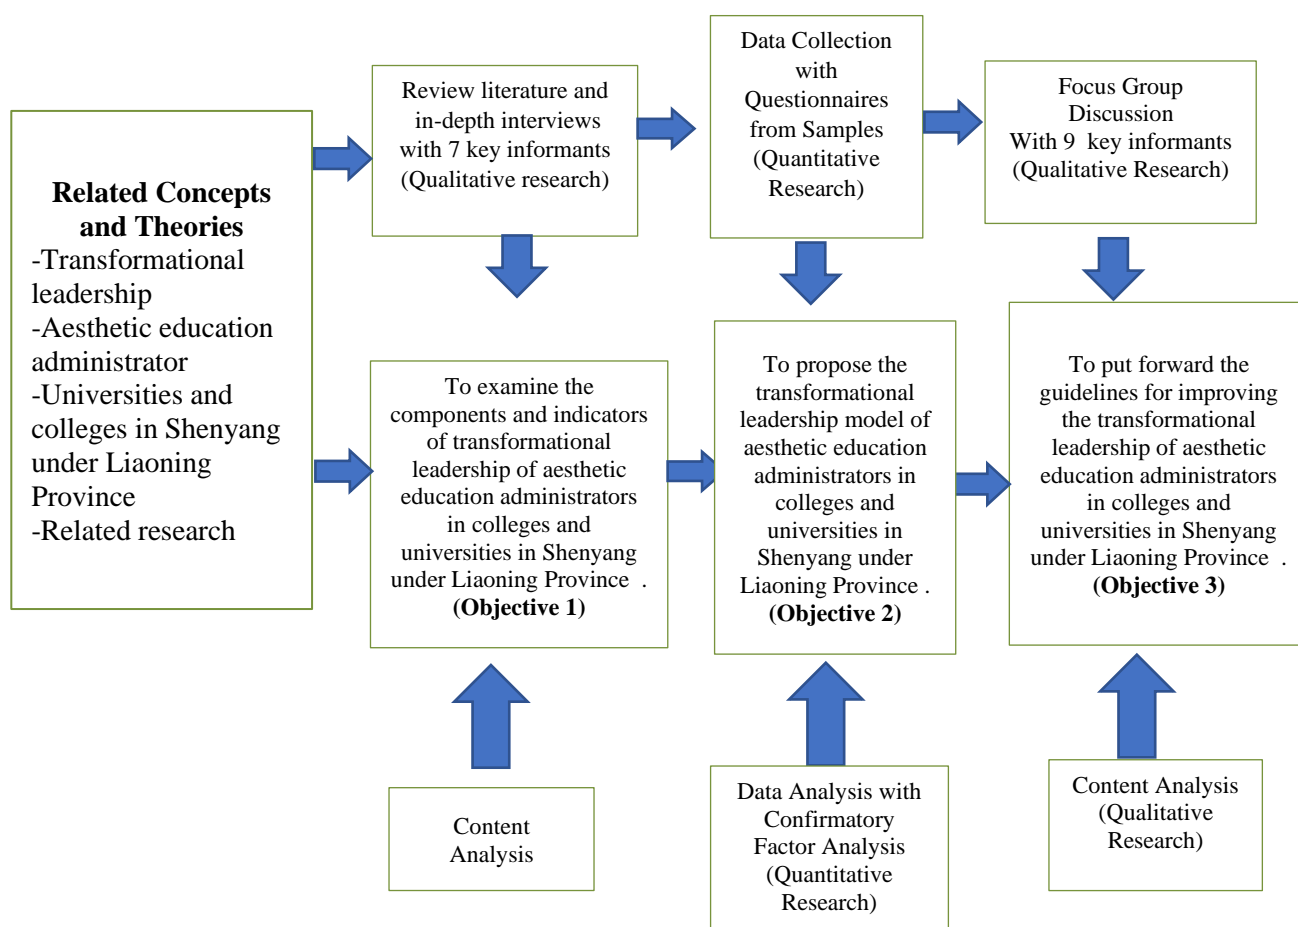 Related Concepts
and Theories
-Transformational
leadership
-Aesthetic education
administrator
-Universities and
colleges in Shenyang
under Liaoning
Province
-Related research
Review literature and
in-depth interviews
with 7 key informants
(Qualitative research)
Data Collection
with
Questionnaires
from Samples
(Quantitative
Research)
Focus Group
Discussion
With 9 key informants
(Qualitative Research)
To examine the
components and indicators
of transformational
leadership of aesthetic
education administrators
in colleges and
universities in Shenyang
under Liaoning Province .
(Objective 1)
To propose the
transformational
leadership model of
aesthetic education
administrators in
colleges and
universities in
Shenyang under
Liaoning Province .
(Objective 2)
To put forward the
guidelines for improving
the transformational
leadership of aesthetic
education administrators
in colleges and
universities in Shenyang
under Liaoning Province .
(Objective 3)
Content
Analysis
Data Analysis with
Confirmatory
Factor Analysis
(Quantitative
Research)
Content Analysis
(Qualitative
Research)